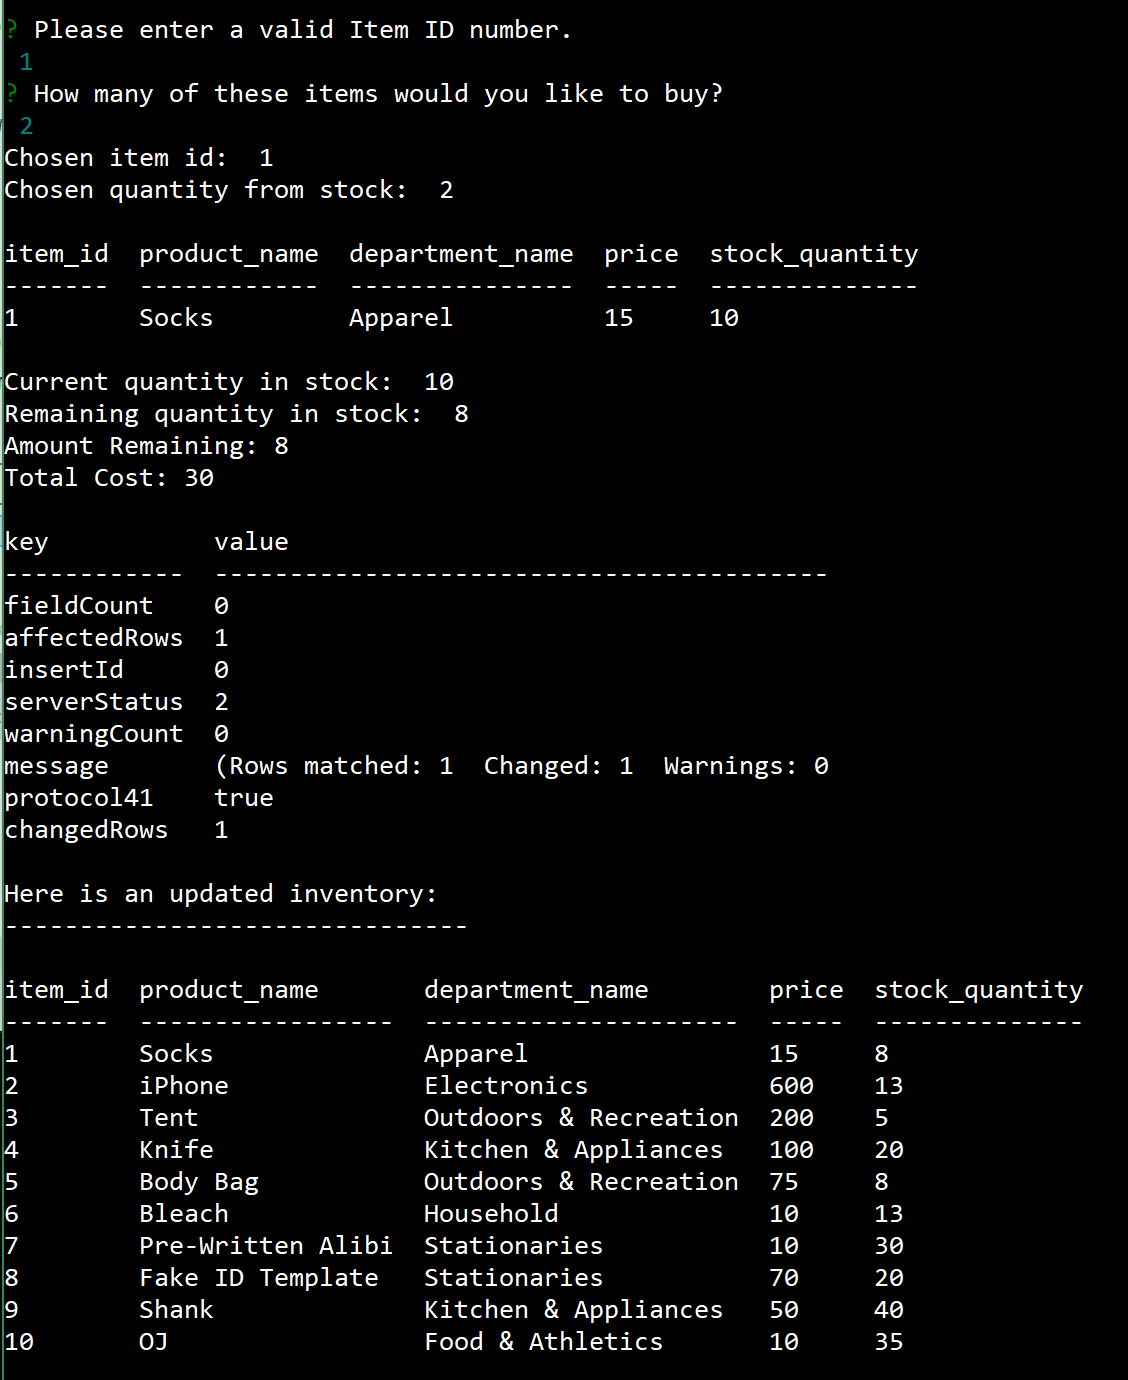 ? Please enter a valid Item ID number.
 1
? How many of these items would you like to buy?
 2
Chosen item id:  1
Chosen quantity from stock:  2

item_id  product_name  department_name  price  stock_quantity
-------  ------------  ---------------  -----  --------------
1        Socks         Apparel          15     10

Current quantity in stock:  10
Remaining quantity in stock:  8
Amount Remaining: 8
Total Cost: 30

key           value
------------  -----------------------------------------
fieldCount    0
affectedRows  1
insertId      0
serverStatus  2
warningCount  0
message       (Rows matched: 1  Changed: 1  Warnings: 0
protocol41    true
changedRows   1

Here is an updated inventory:
-------------------------------

item_id  product_name       department_name        price  stock_quantity
-------  -----------------  ---------------------  -----  --------------
1        Socks              Apparel                15     8
2        iPhone             Electronics            600    13
3        Tent               Outdoors & Recreation  200    5
4        Knife              Kitchen & Appliances   100    20
5        Body Bag           Outdoors & Recreation  75     8
6        Bleach             Household              10     13
7        Pre-Written Alibi  Stationaries           10     30
8        Fake ID Template   Stationaries           70     20
9        Shank              Kitchen & Appliances   50     40
10       OJ                 Food & Athletics       10     35